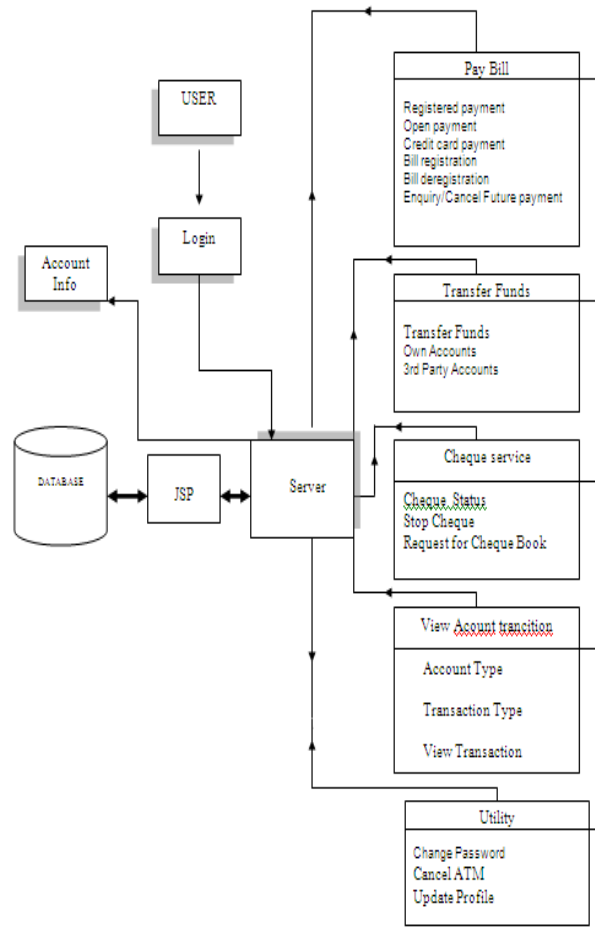 Pay Bill
Registered payment
Open payment
Credit card payment
Bill registration
Bill deregistration
Enquiry/Cancel Future payment
USER
Login
Account
Info
Transfer Funds
Transfer Funds
Own Accounts
3rd Party Accounts
DATABASE
JSP
Server
Cheque service
Cheque Status
Stop Cheque
Request for Cheque Book
View Acount trancition
Account Type
Transaction Type
View Transaction
Utility
Change Password
Cancel ATM
Update Profile